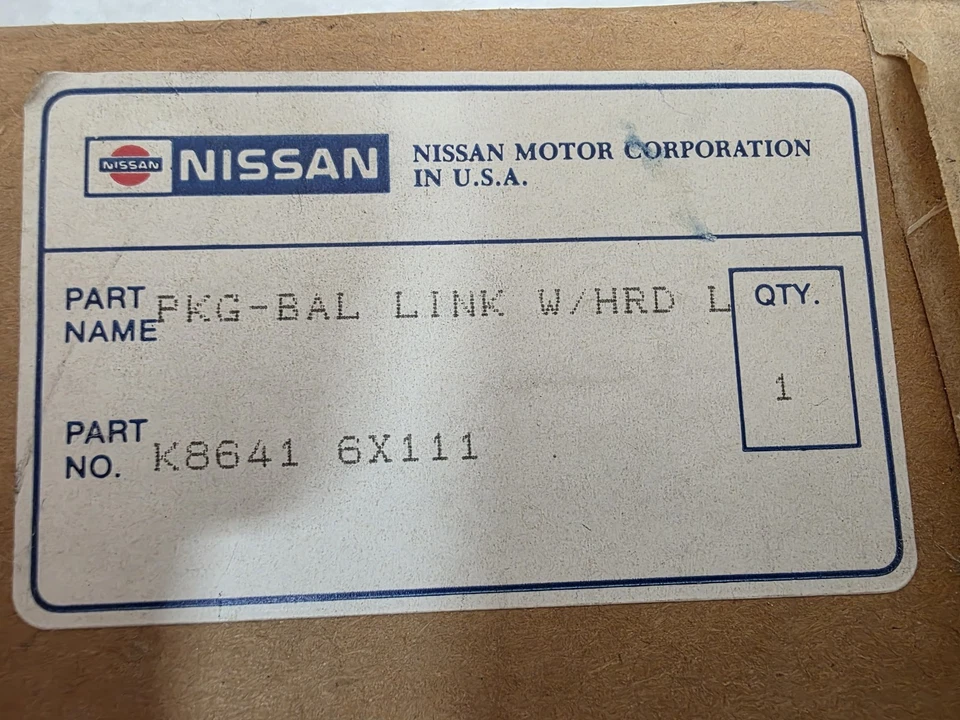 NISSAN NISSAN
NISSAN MOTOR CORPORATION
IN U.S.A.
PART
NAME PKG-BAL LINK W/HRD L
QTY.
1
PART
NO. K8641 6X111